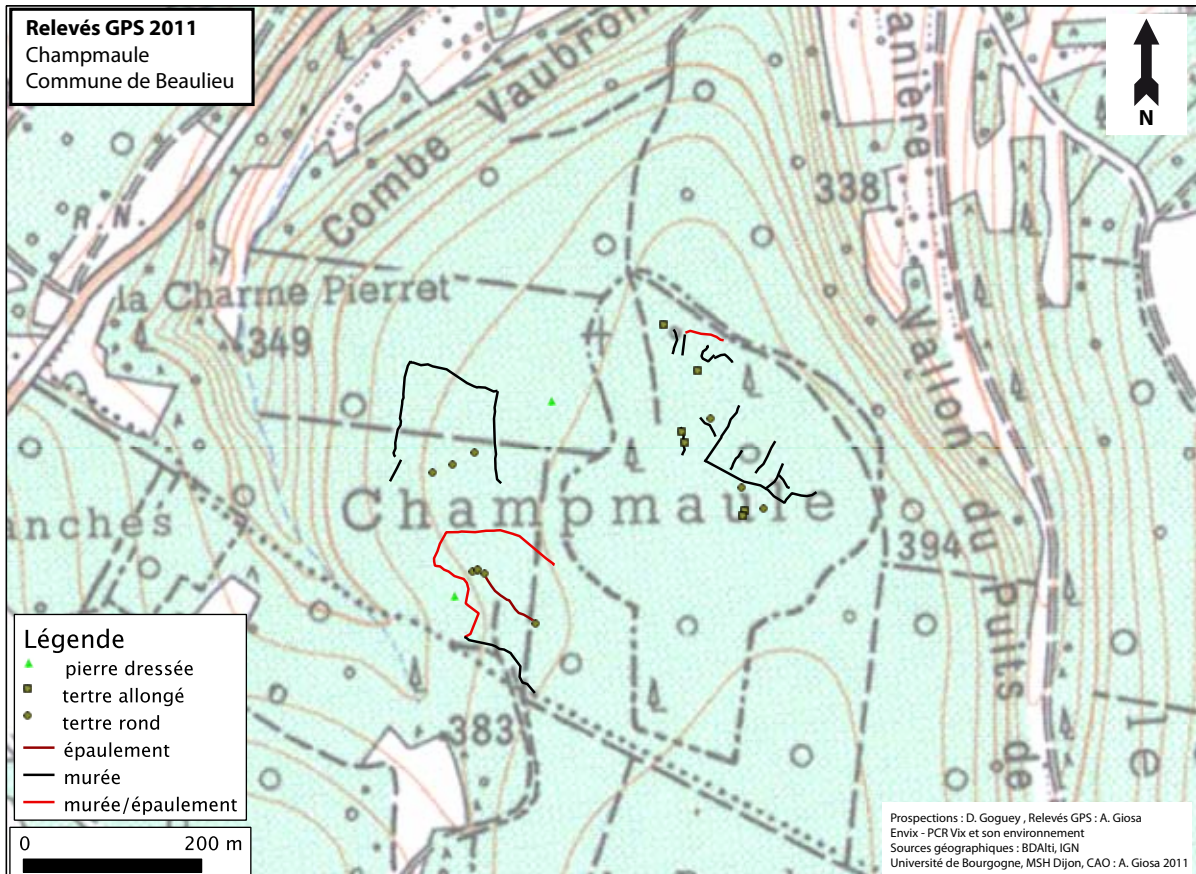 Relevés GPS 2011
Champmaule
Commune de Beaulieu
N
Combe Vaubron
anière
Vallon
du Puits de
338
R.N.
la Charme Pierret
349
Champmaule
anches
394
383
le
Légende
pierre dressée
tertre allongé
tertre rond
épaulement
murée
murée/épaulement
0 200 m
Prospections : D. Goguey , Relevés GPS : A. Giosa
Envix - PCR Vix et son environnement
Sources géographiques : BDAlti, IGN
Université de Bourgogne, MSH Dijon, CAO : A. Giosa 2011